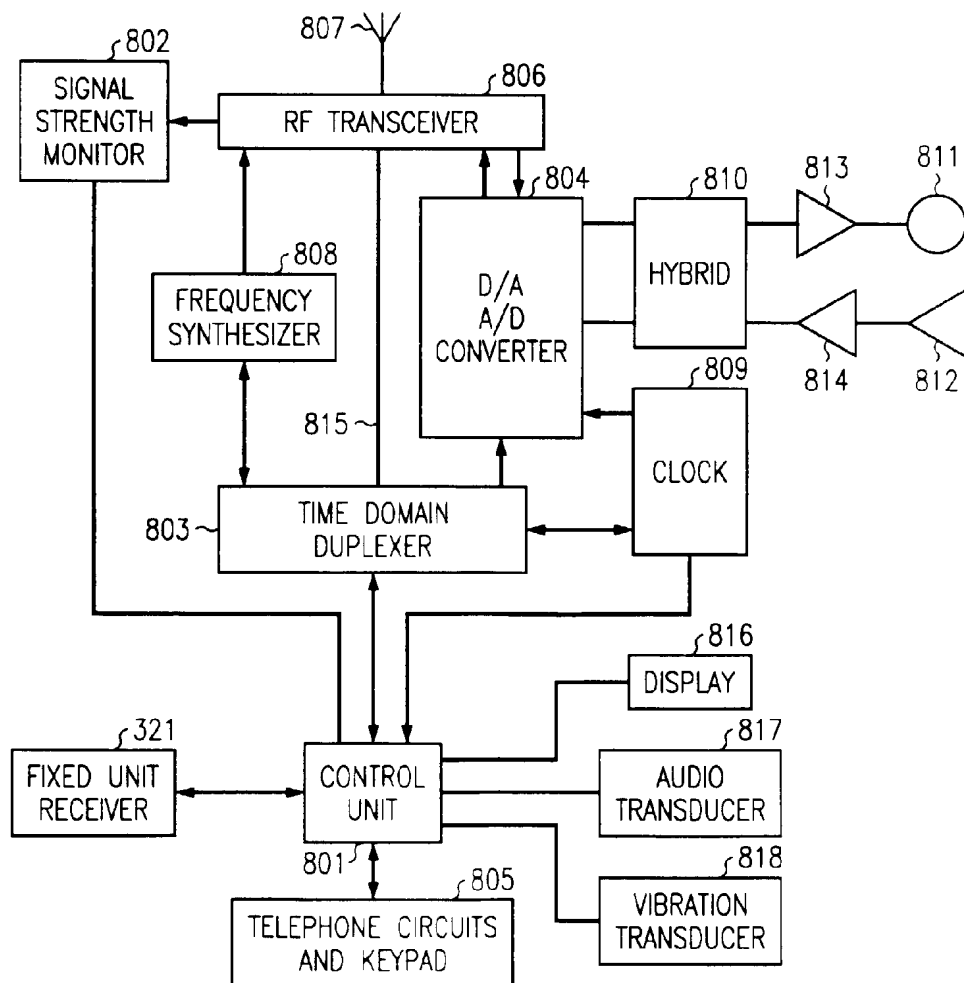 807
802
SIGNAL
STRENGTH
MONITOR
806
RF TRANSCEIVER
804
D/A
A/D
CONVERTER
810
HYBRID
813
811
814
812
808
FREQUENCY
SYNTHESIZER
815
809
CLOCK
803
TIME DOMAIN
DUPLEXER
816
DISPLAY
321
FIXED UNIT
RECEIVER
CONTROL
UNIT
801
817
AUDIO
TRANSDUCER
805
TELEPHONE CIRCUITS
AND KEYPAD
818
VIBRATION
TRANSDUCER